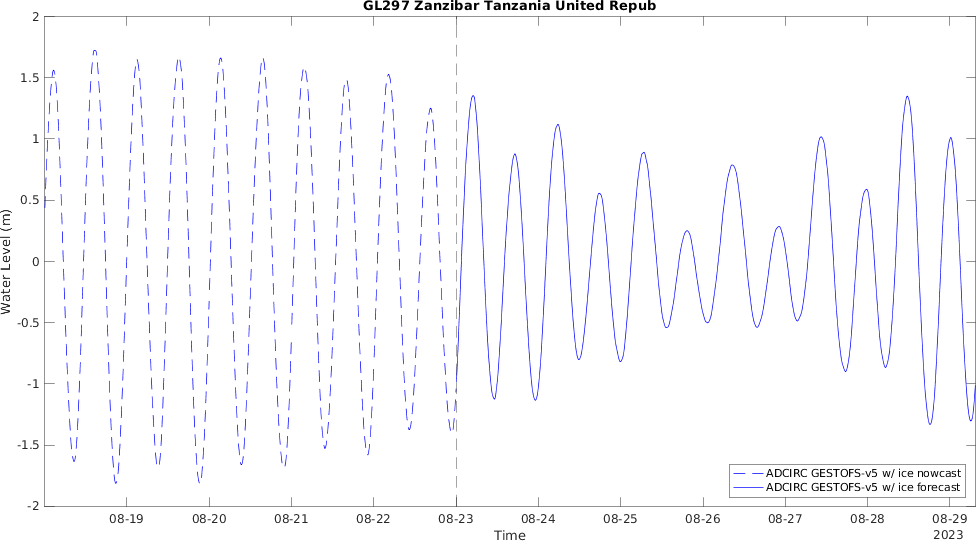 GL297 Zanzibar Tanzania United Repub
2
1.5
1
0.5
0
-0.5
-1
-1.5
-2
Water Level (m)
ADCIRC GESTOFS-v5 w/ ice nowcast
ADCIRC GESTOFS-v5 w/ ice forecast
08-19 08-20 08-21 08-22 08-23 08-24 08-25 08-26 08-27 08-28 08-29
2023
Time